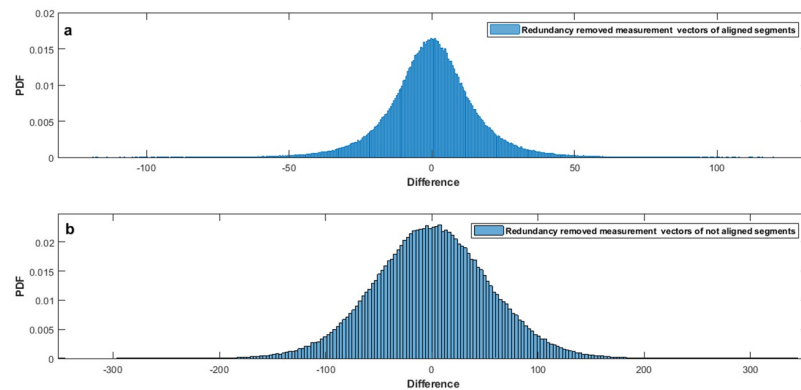 a
Redundancy removed measurement vectors of aligned segments
PDF
0.02
0.015
0.01
0.005
0
-100 -50 0 50 100
Difference
b
Redundancy removed measurement vectors of not aligned segments
PDF
0.02
0.015
0.01
0.005
0
-300 -200 -100 0 100 200 300
Difference